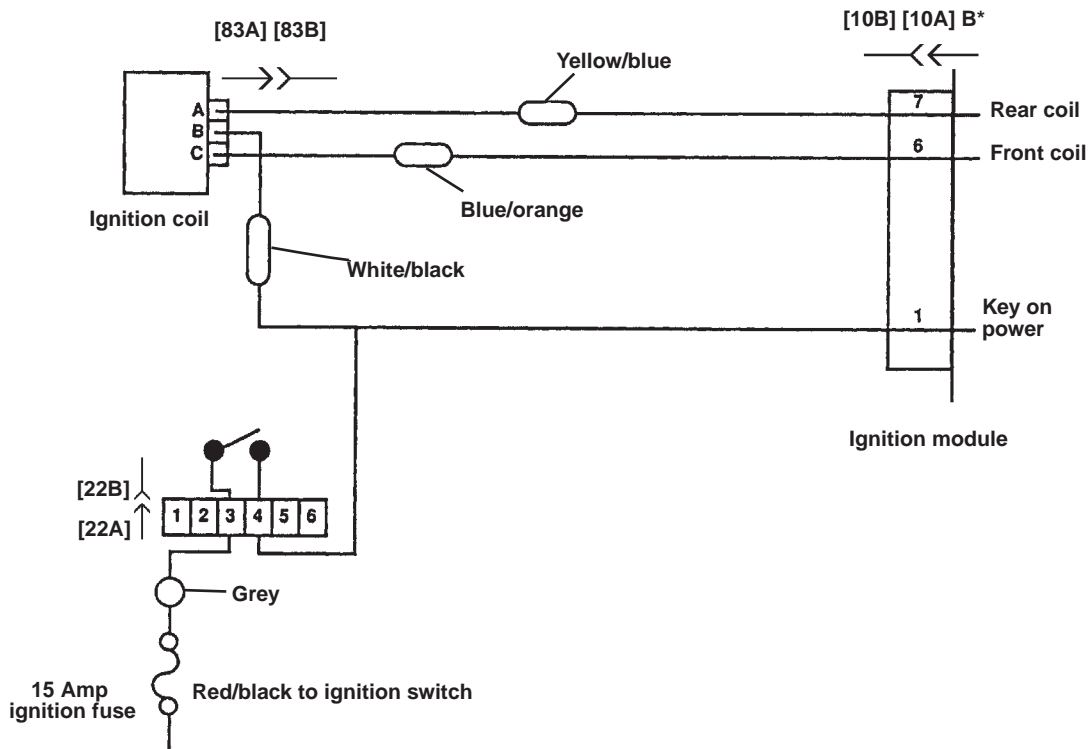 [10B] [10A] B*
[83A] [83B]
Yellow/blue
A
7
Rear coil
B
C
6
Front coil
Blue/orange
Ignition coil
White/black
1
Key on
power
Ignition module
[22B]
[22A]
1 2 3 4 5 6
Grey
15 Amp
ignition fuse
Red/black to ignition switch